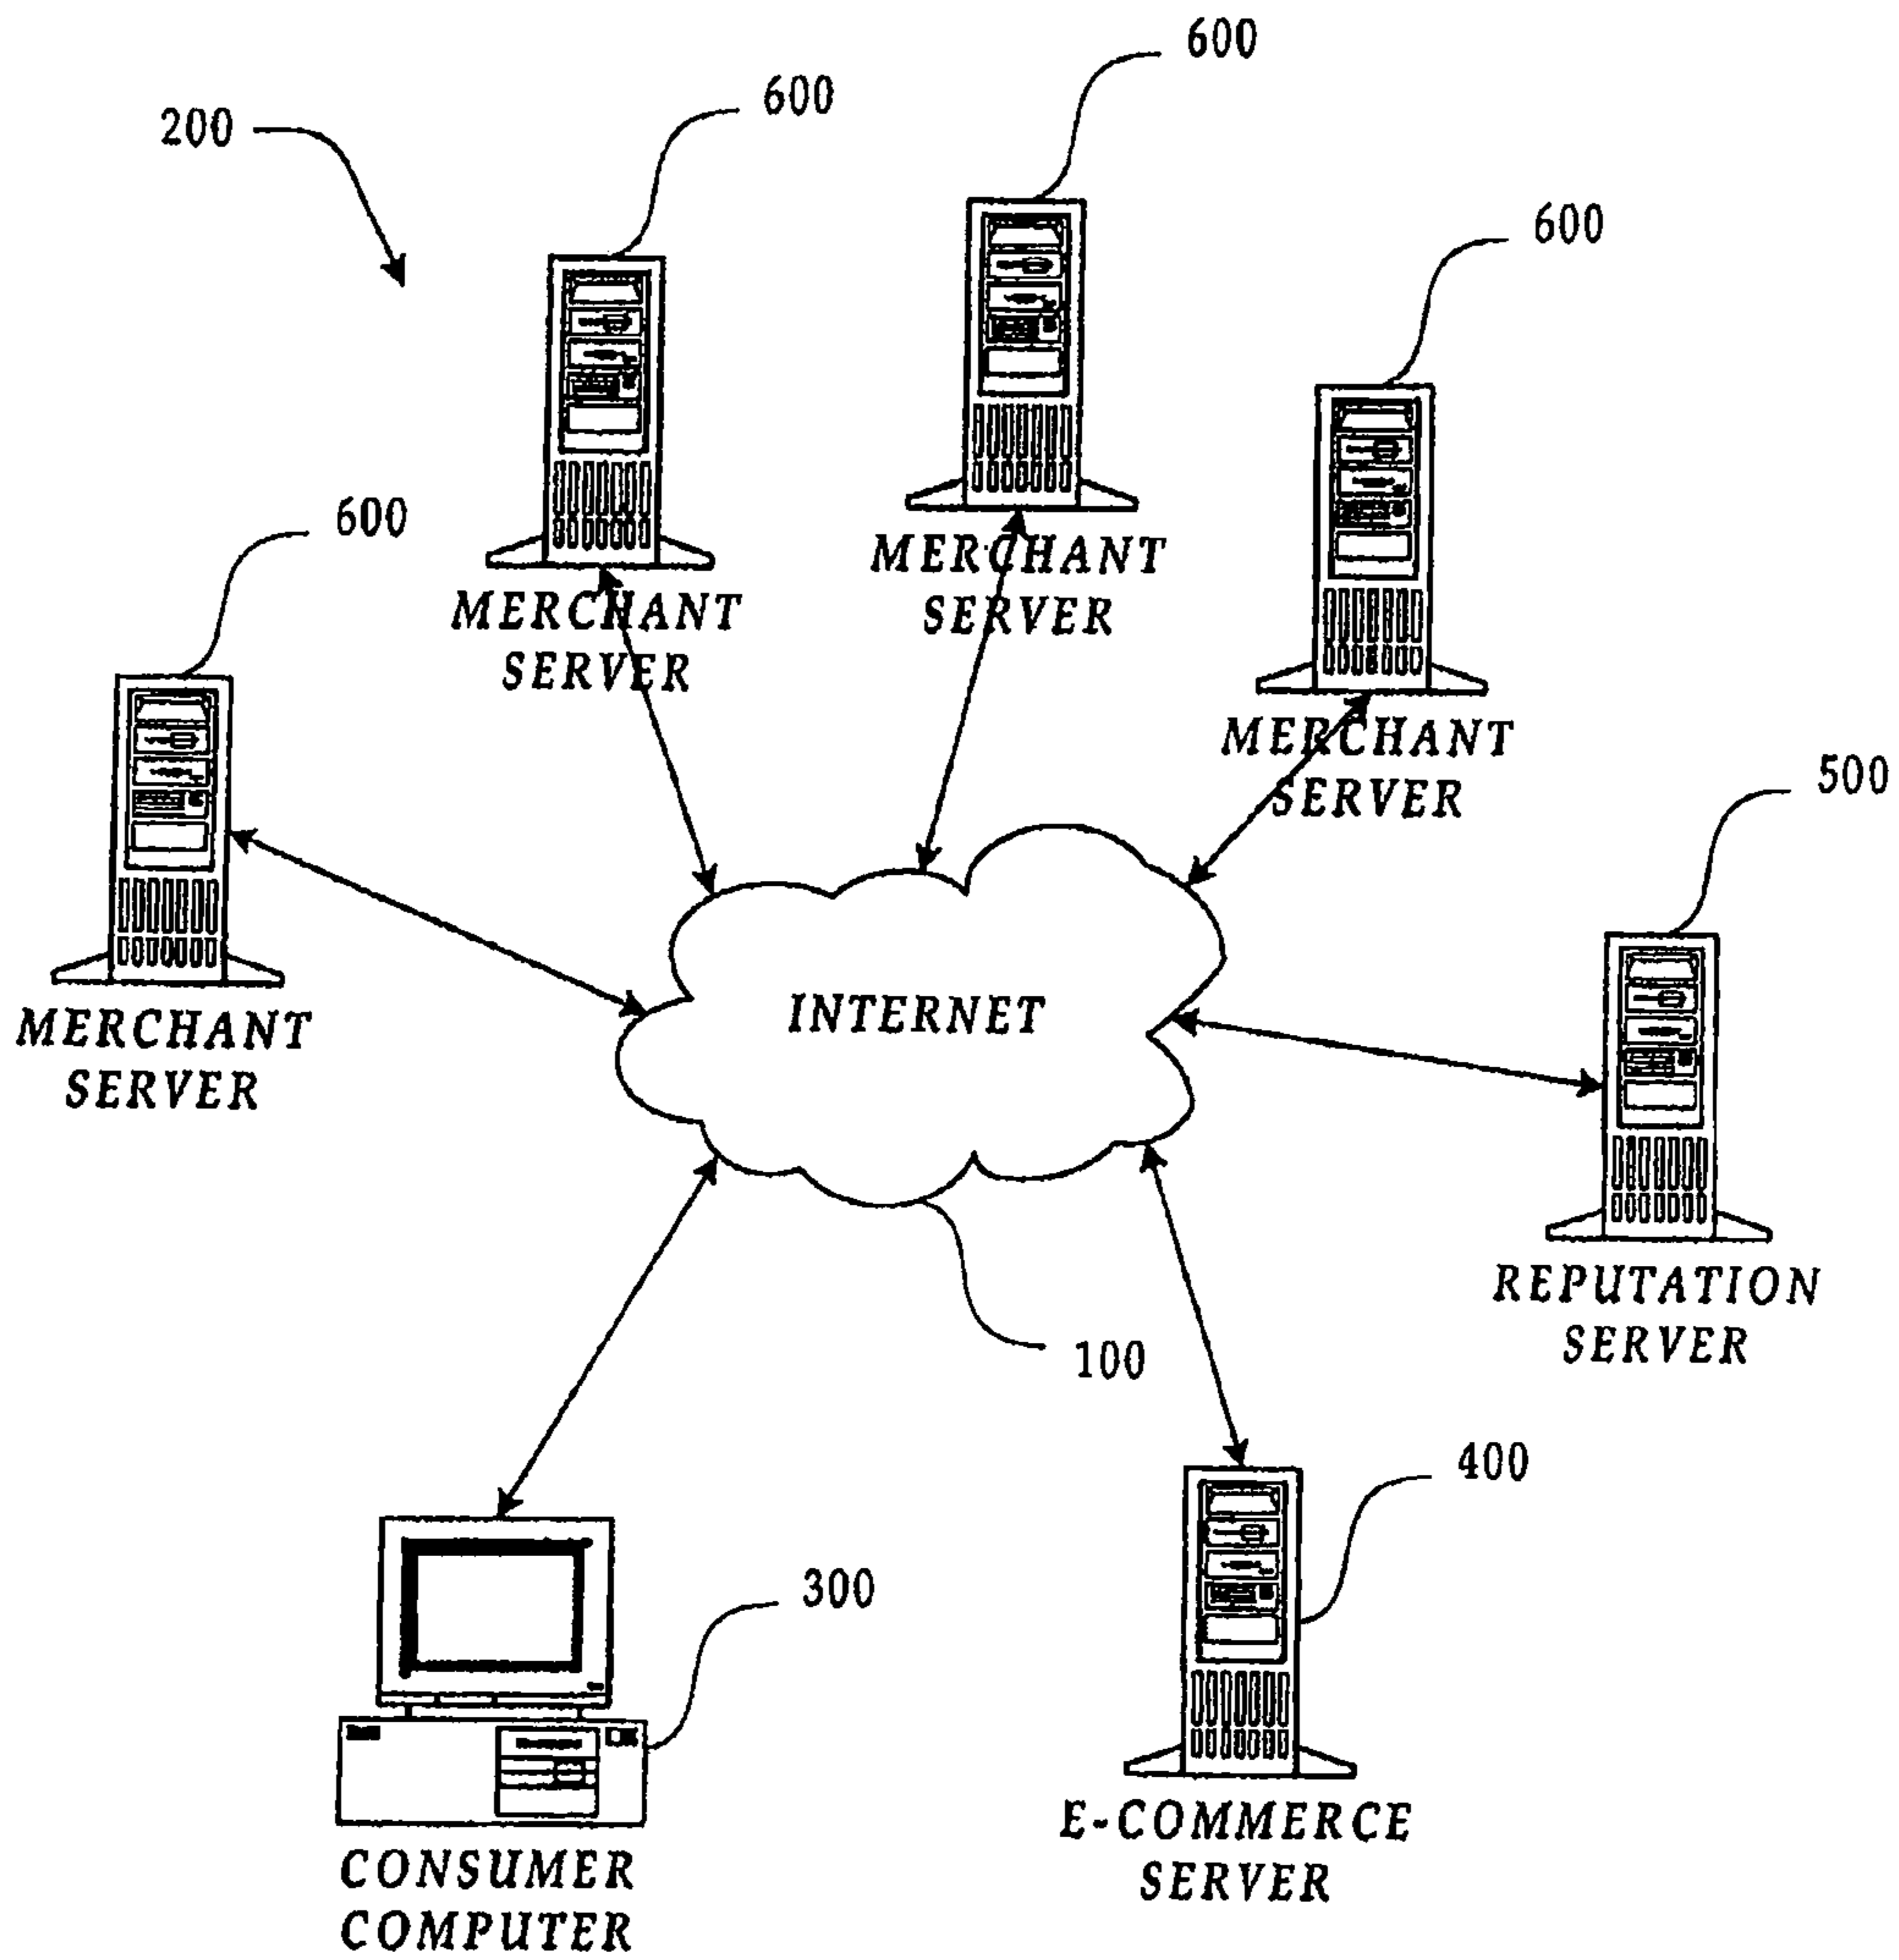 600
600
200
600
600
MERCHANT
SERVER
MERCHANT
SERVER
600
MERCHANT
SERVER
500
MERCHANT
SERVER
INTERNET
REPUTATION
SERVER
100
400
300
E-COMMERCE
SERVER
CONSUMER
COMPUTER